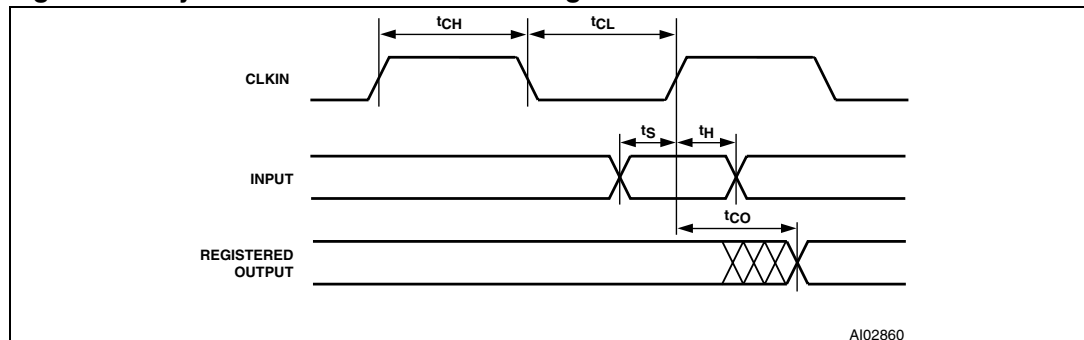 tCH tCL
CLKIN
tS tH
INPUT
tCO
REGISTERED
OUTPUT
AI02860